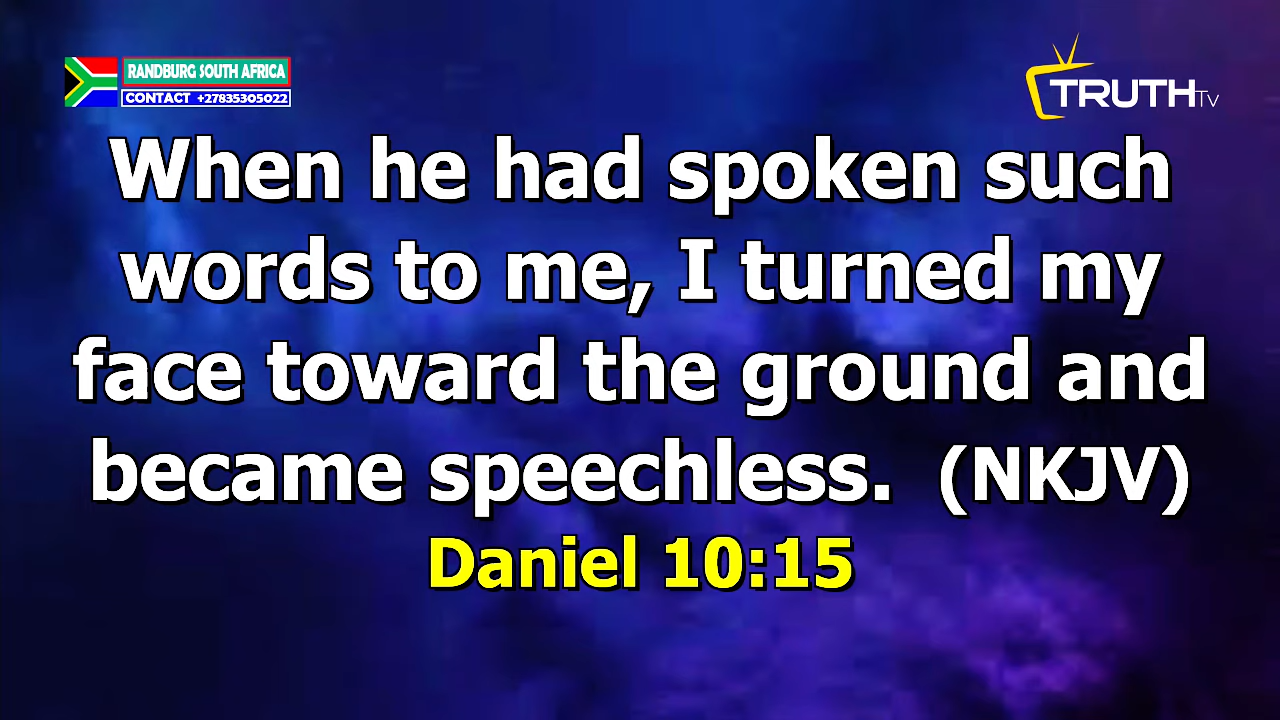 RANDBURG SOUTH AFRICA
CONTACT +27835305022
TRUTH TV
When he had spoken such
words to me, I turned my
face toward the ground and
became speechless. (NKJV)
Daniel 10:15